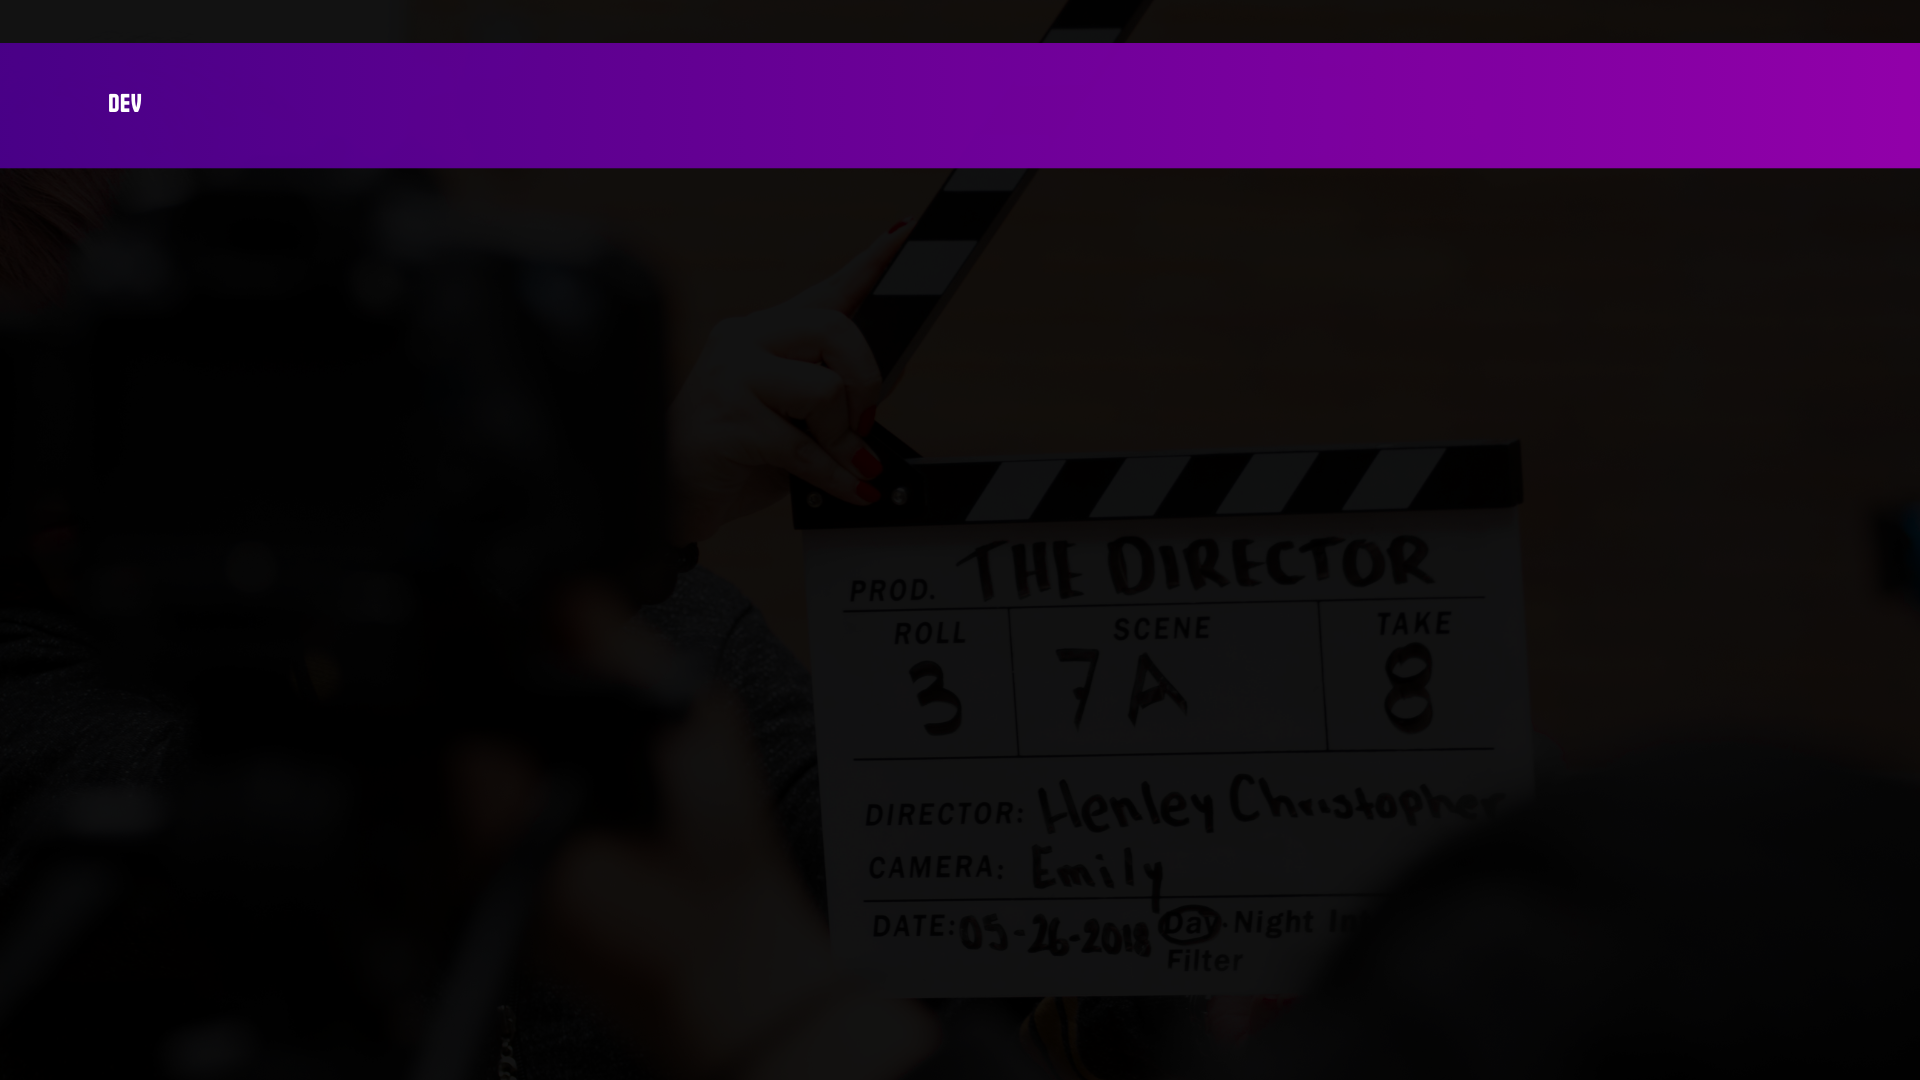 DEV
PROD. THE DIRECTOR
ROLL SCENE TAKE
3 7A 8
DIRECTOR: Henley Christopher
CAMERA: Emily
DATE: 05-26-2018 Day·Night In
Filter